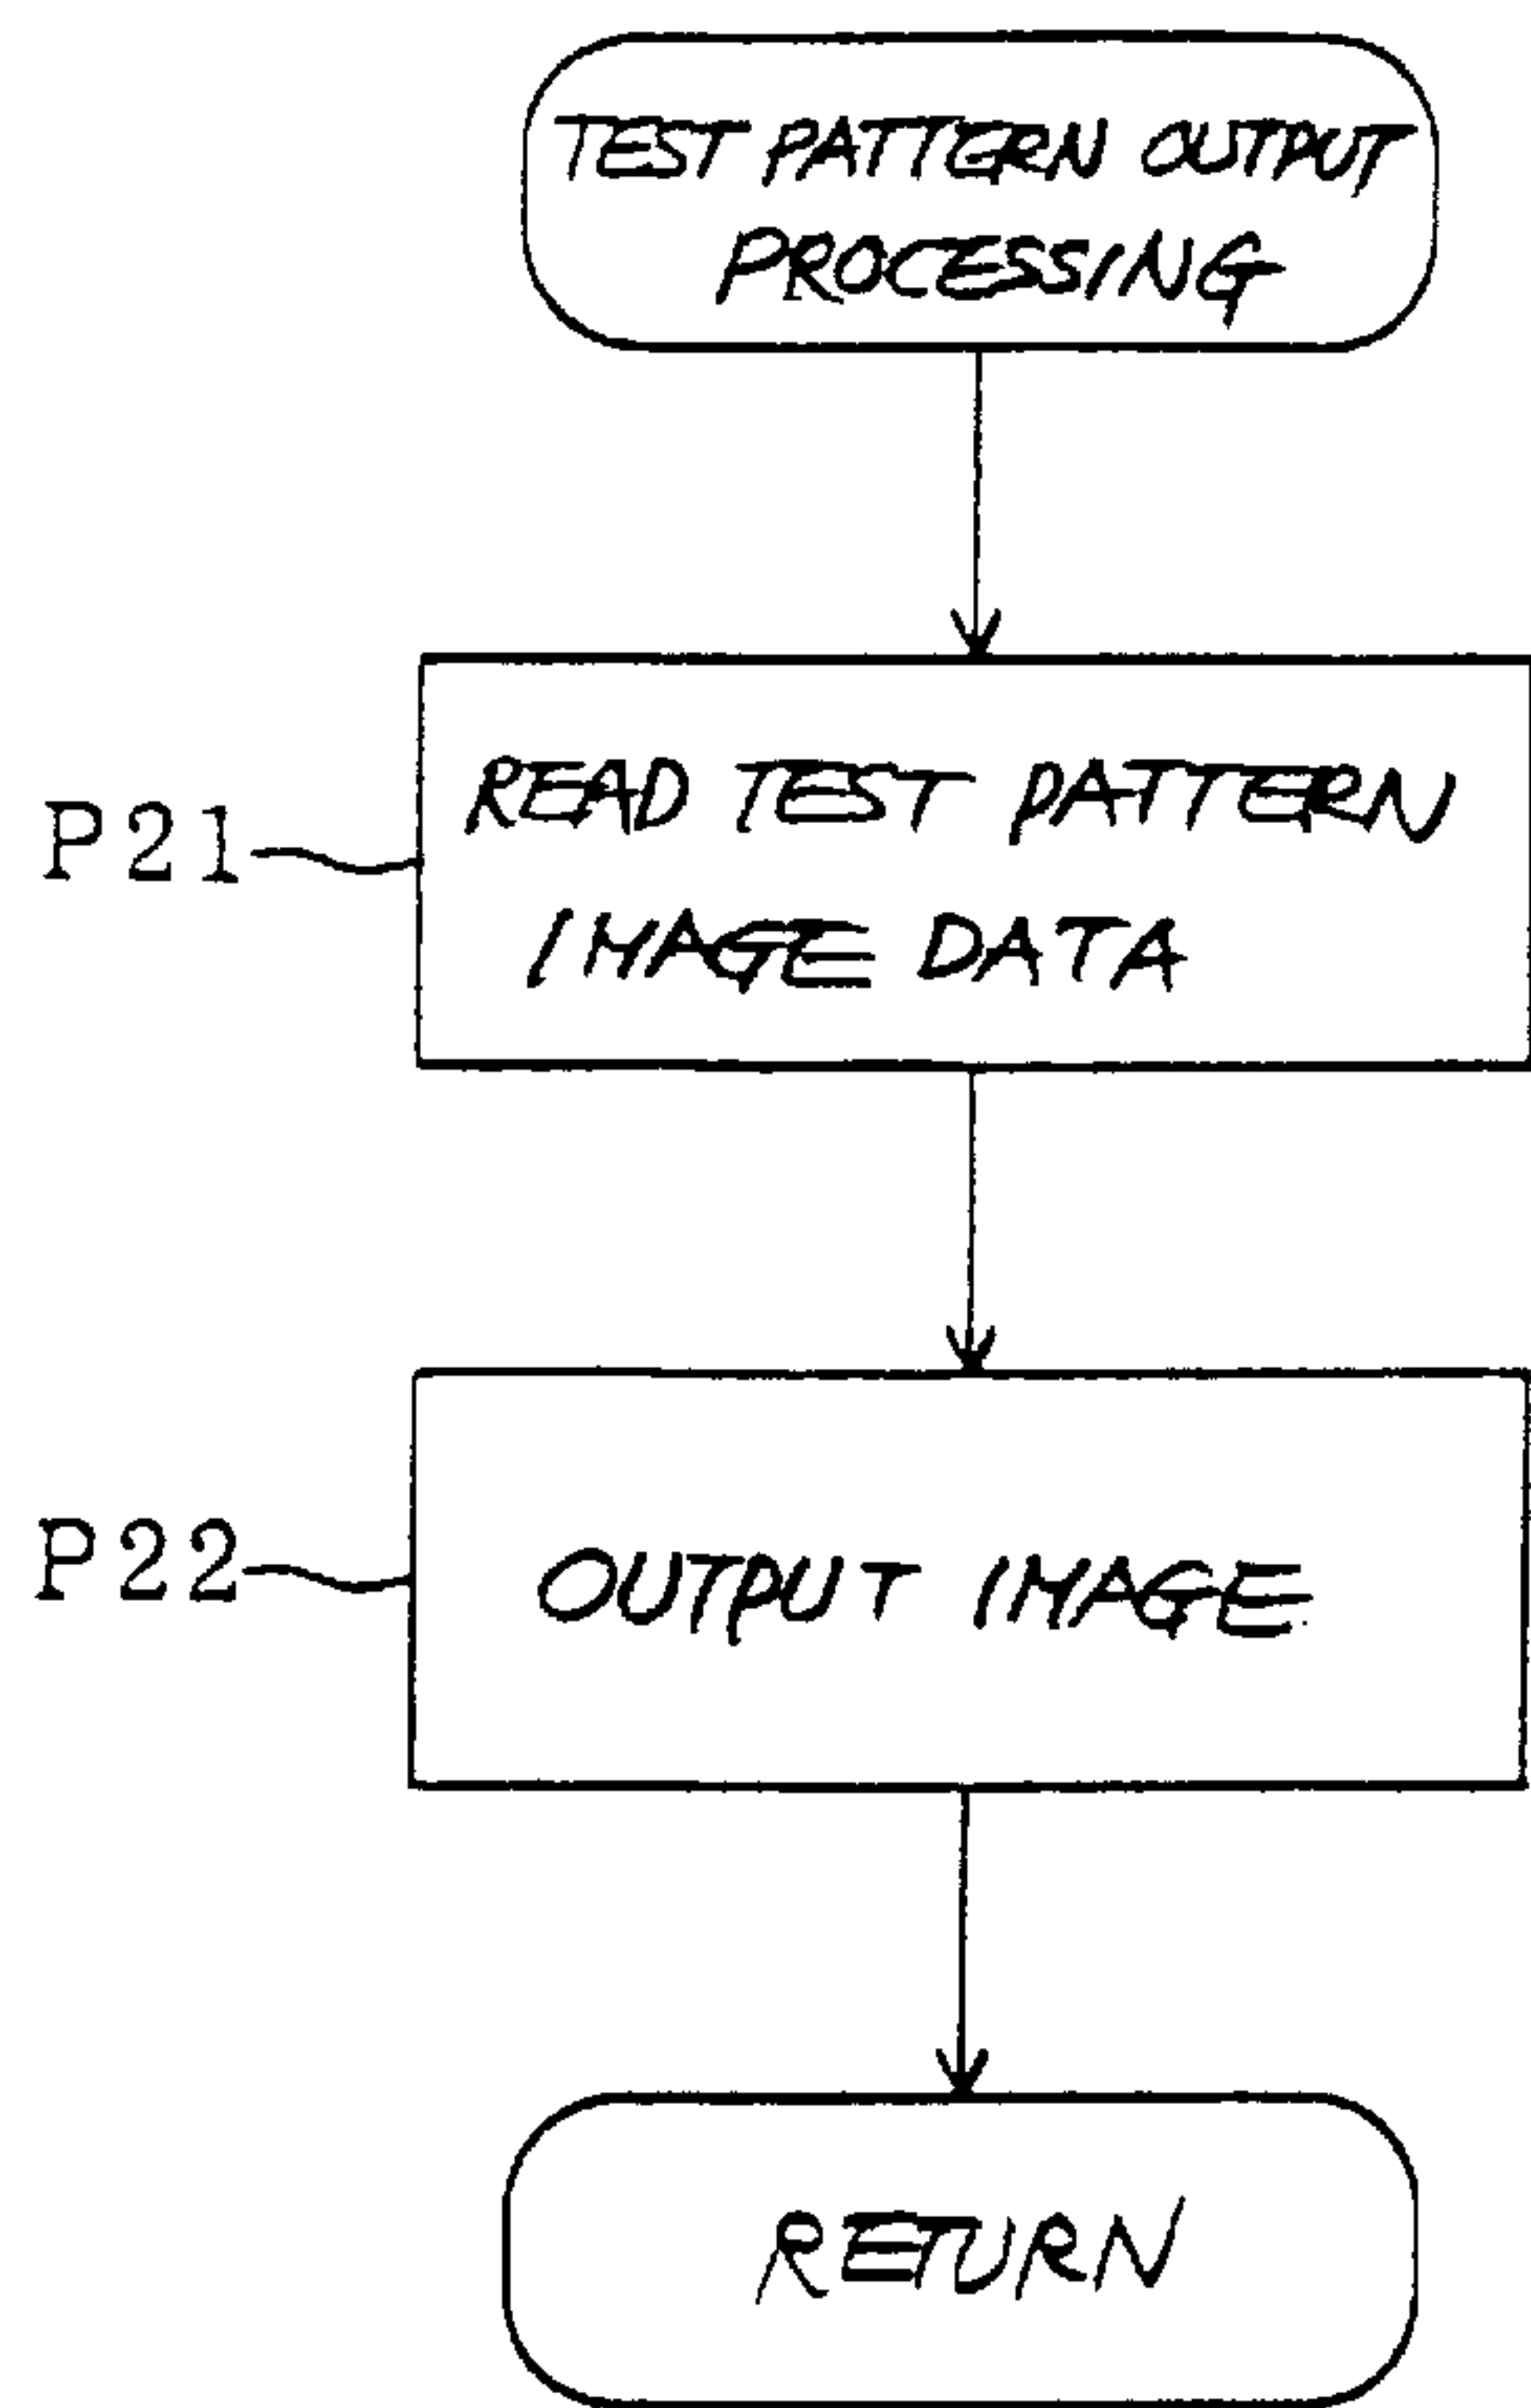 TEST PATTERN OUTPUT
PROCESSING
P21
READ TEST PATTERN
IMAGE DATA
P22
OUTPUT IMAGE
RETURN